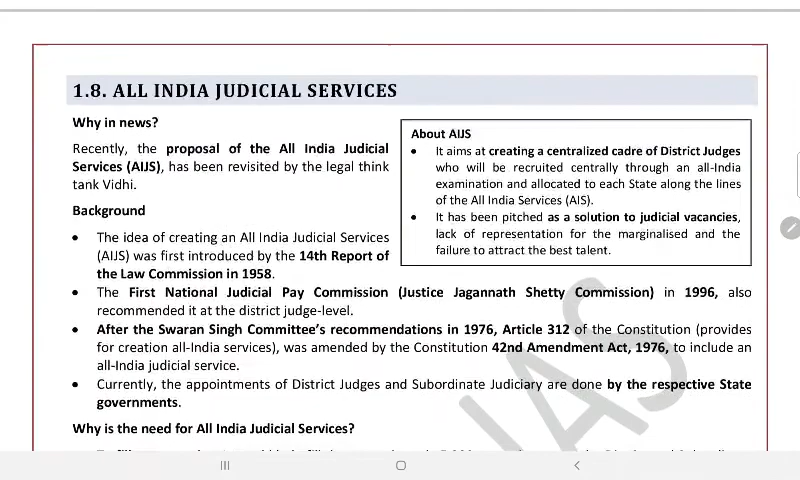 1.8. ALL INDIA JUDICIAL SERVICES
Why in news?
Recently, the proposal of the All India Judicial
Services (AIJS), has been revisited by the legal think
tank Vidhi.
Background
• The idea of creating an All India Judicial Services
(AIJS) was first introduced by the 14th Report of
the Law Commission in 1958.
About AIJS
• It aims at creating a centralized cadre of District Judges
who will be recruited centrally through an all-India
examination and allocated to each State along the lines
of the All India Services (AIS).
• It has been pitched as a solution to judicial vacancies,
lack of representation for the marginalised and the
failure to attract the best talent.
• The First National Judicial Pay Commission (Justice Jagannath Shetty Commission) in 1996, also
recommended it at the district judge-level.
• After the Swaran Singh Committee's recommendations in 1976, Article 312 of the Constitution (provides
for creation all-India services), was amended by the Constitution 42nd Amendment Act, 1976, to include an
all-India judicial service.
• Currently, the appointments of District Judges and Subordinate Judiciary are done by the respective State
governments.
Why is the need for All India Judicial Services?
IAS